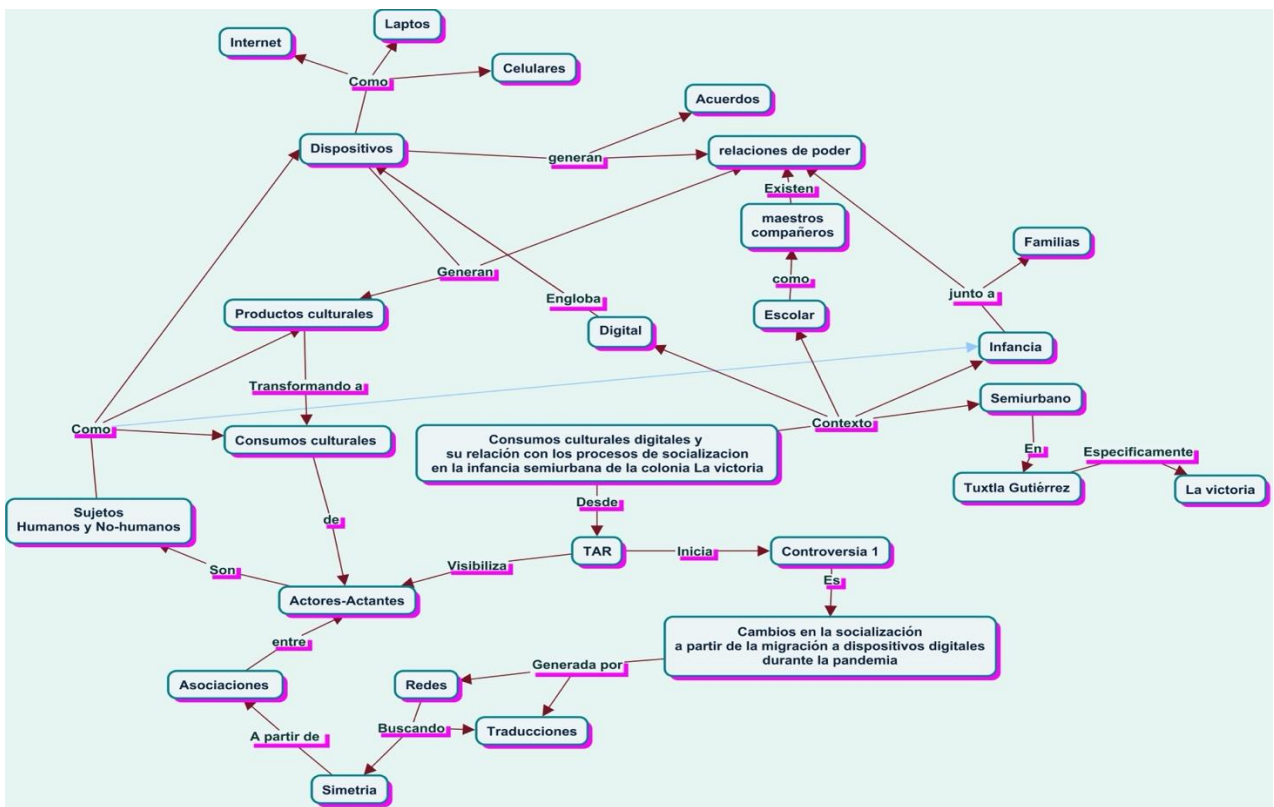 Laptos
Internet
Como
Celulares
Acuerdos
Dispositivos
generan
relaciones de poder
Existen
maestros
compañeros
Familias
Generan
como
junto a
Engloba
Productos culturales
Digital
Escolar
Infancia
Transformando a
Semiurbano
Como
Consumos culturales
Contexto
Consumos culturales digitales y
su relación con los procesos de socializacion
en la infancia semiurbana de la colonia La victoria
En
Especificamente
Tuxtla Gutiérrez
La victoria
Sujetos
Humanos y No-humanos
de
Desde
TAR
Inicia
Controversia 1
Son
Visibiliza
Es
Actores-Actantes
entre
Cambios en la socialización
a partir de la migración a dispositivos digitales
durante la pandemia
Generada por
Asociaciones
Redes
A partir de
Buscando
Traducciones
Simetria